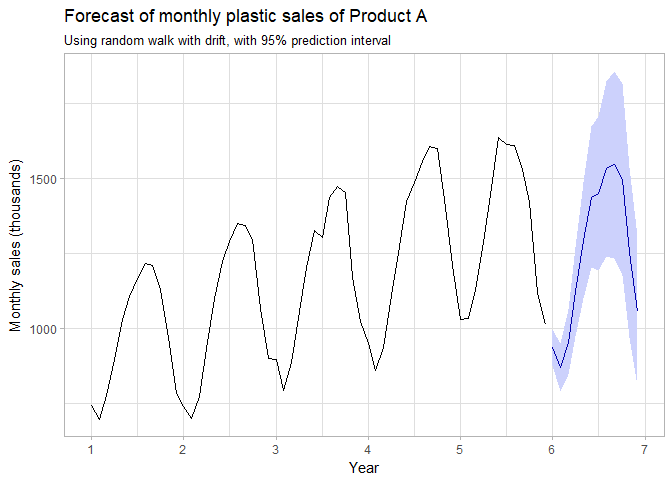 Forecast of monthly plastic sales of Product A
Using random walk with drift, with 95% prediction interval
Monthly sales (thousands)
1500
1000
1 2 3 4 5 6 7
Year